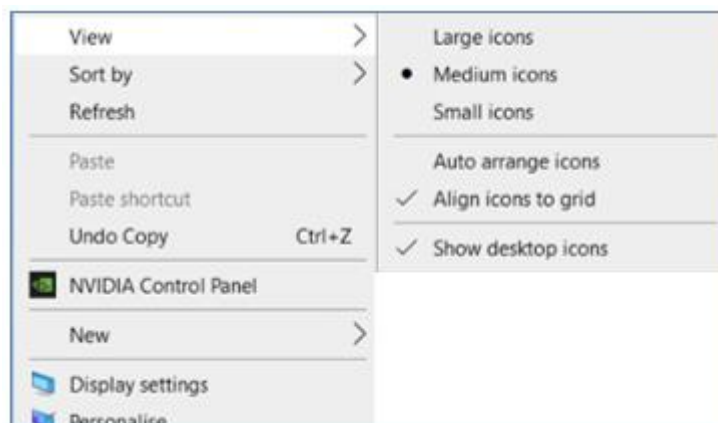 View
Sort by
Refresh
Paste
Paste shortcut
Undo Copy Ctrl+Z
NVIDIA Control Panel
New
Display settings
Personalise
Large icons
Medium icons
Small icons
Auto arrange icons
Align icons to grid
Show desktop icons